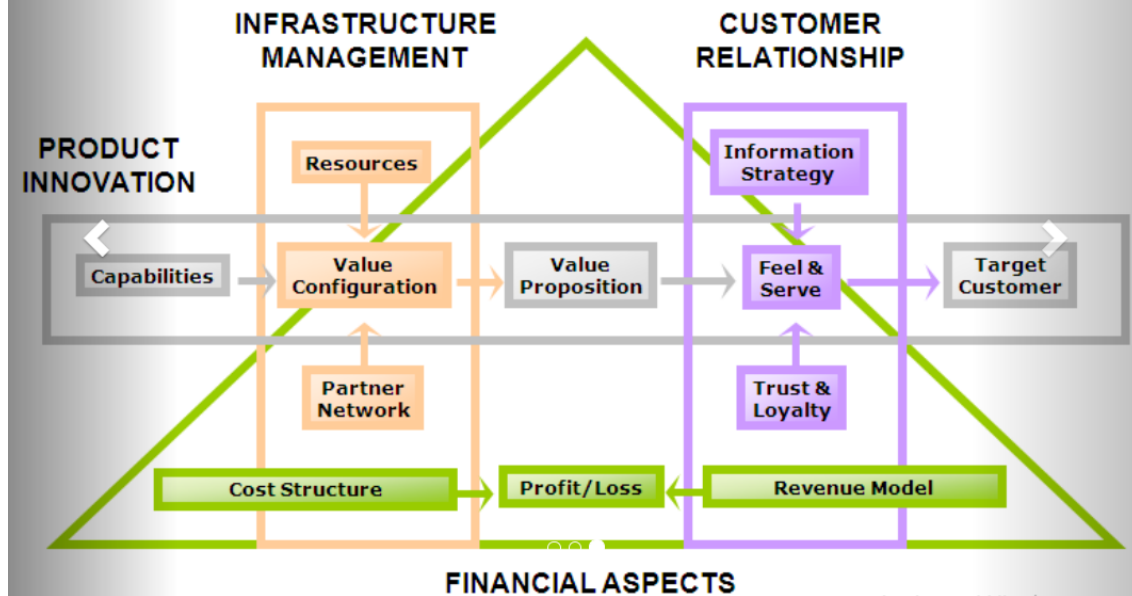 INFRASTRUCTURE
MANAGEMENT
CUSTOMER
RELATIONSHIP
PRODUCT
INNOVATION
Resources
Information
Strategy
Capabilities
Value
Configuration
Value
Proposition
Feel &
Serve
Target
Customer
Partner
Network
Trust &
Loyalty
Cost Structure
Profit/Loss
Revenue Model
FINANCIAL ASPECTS